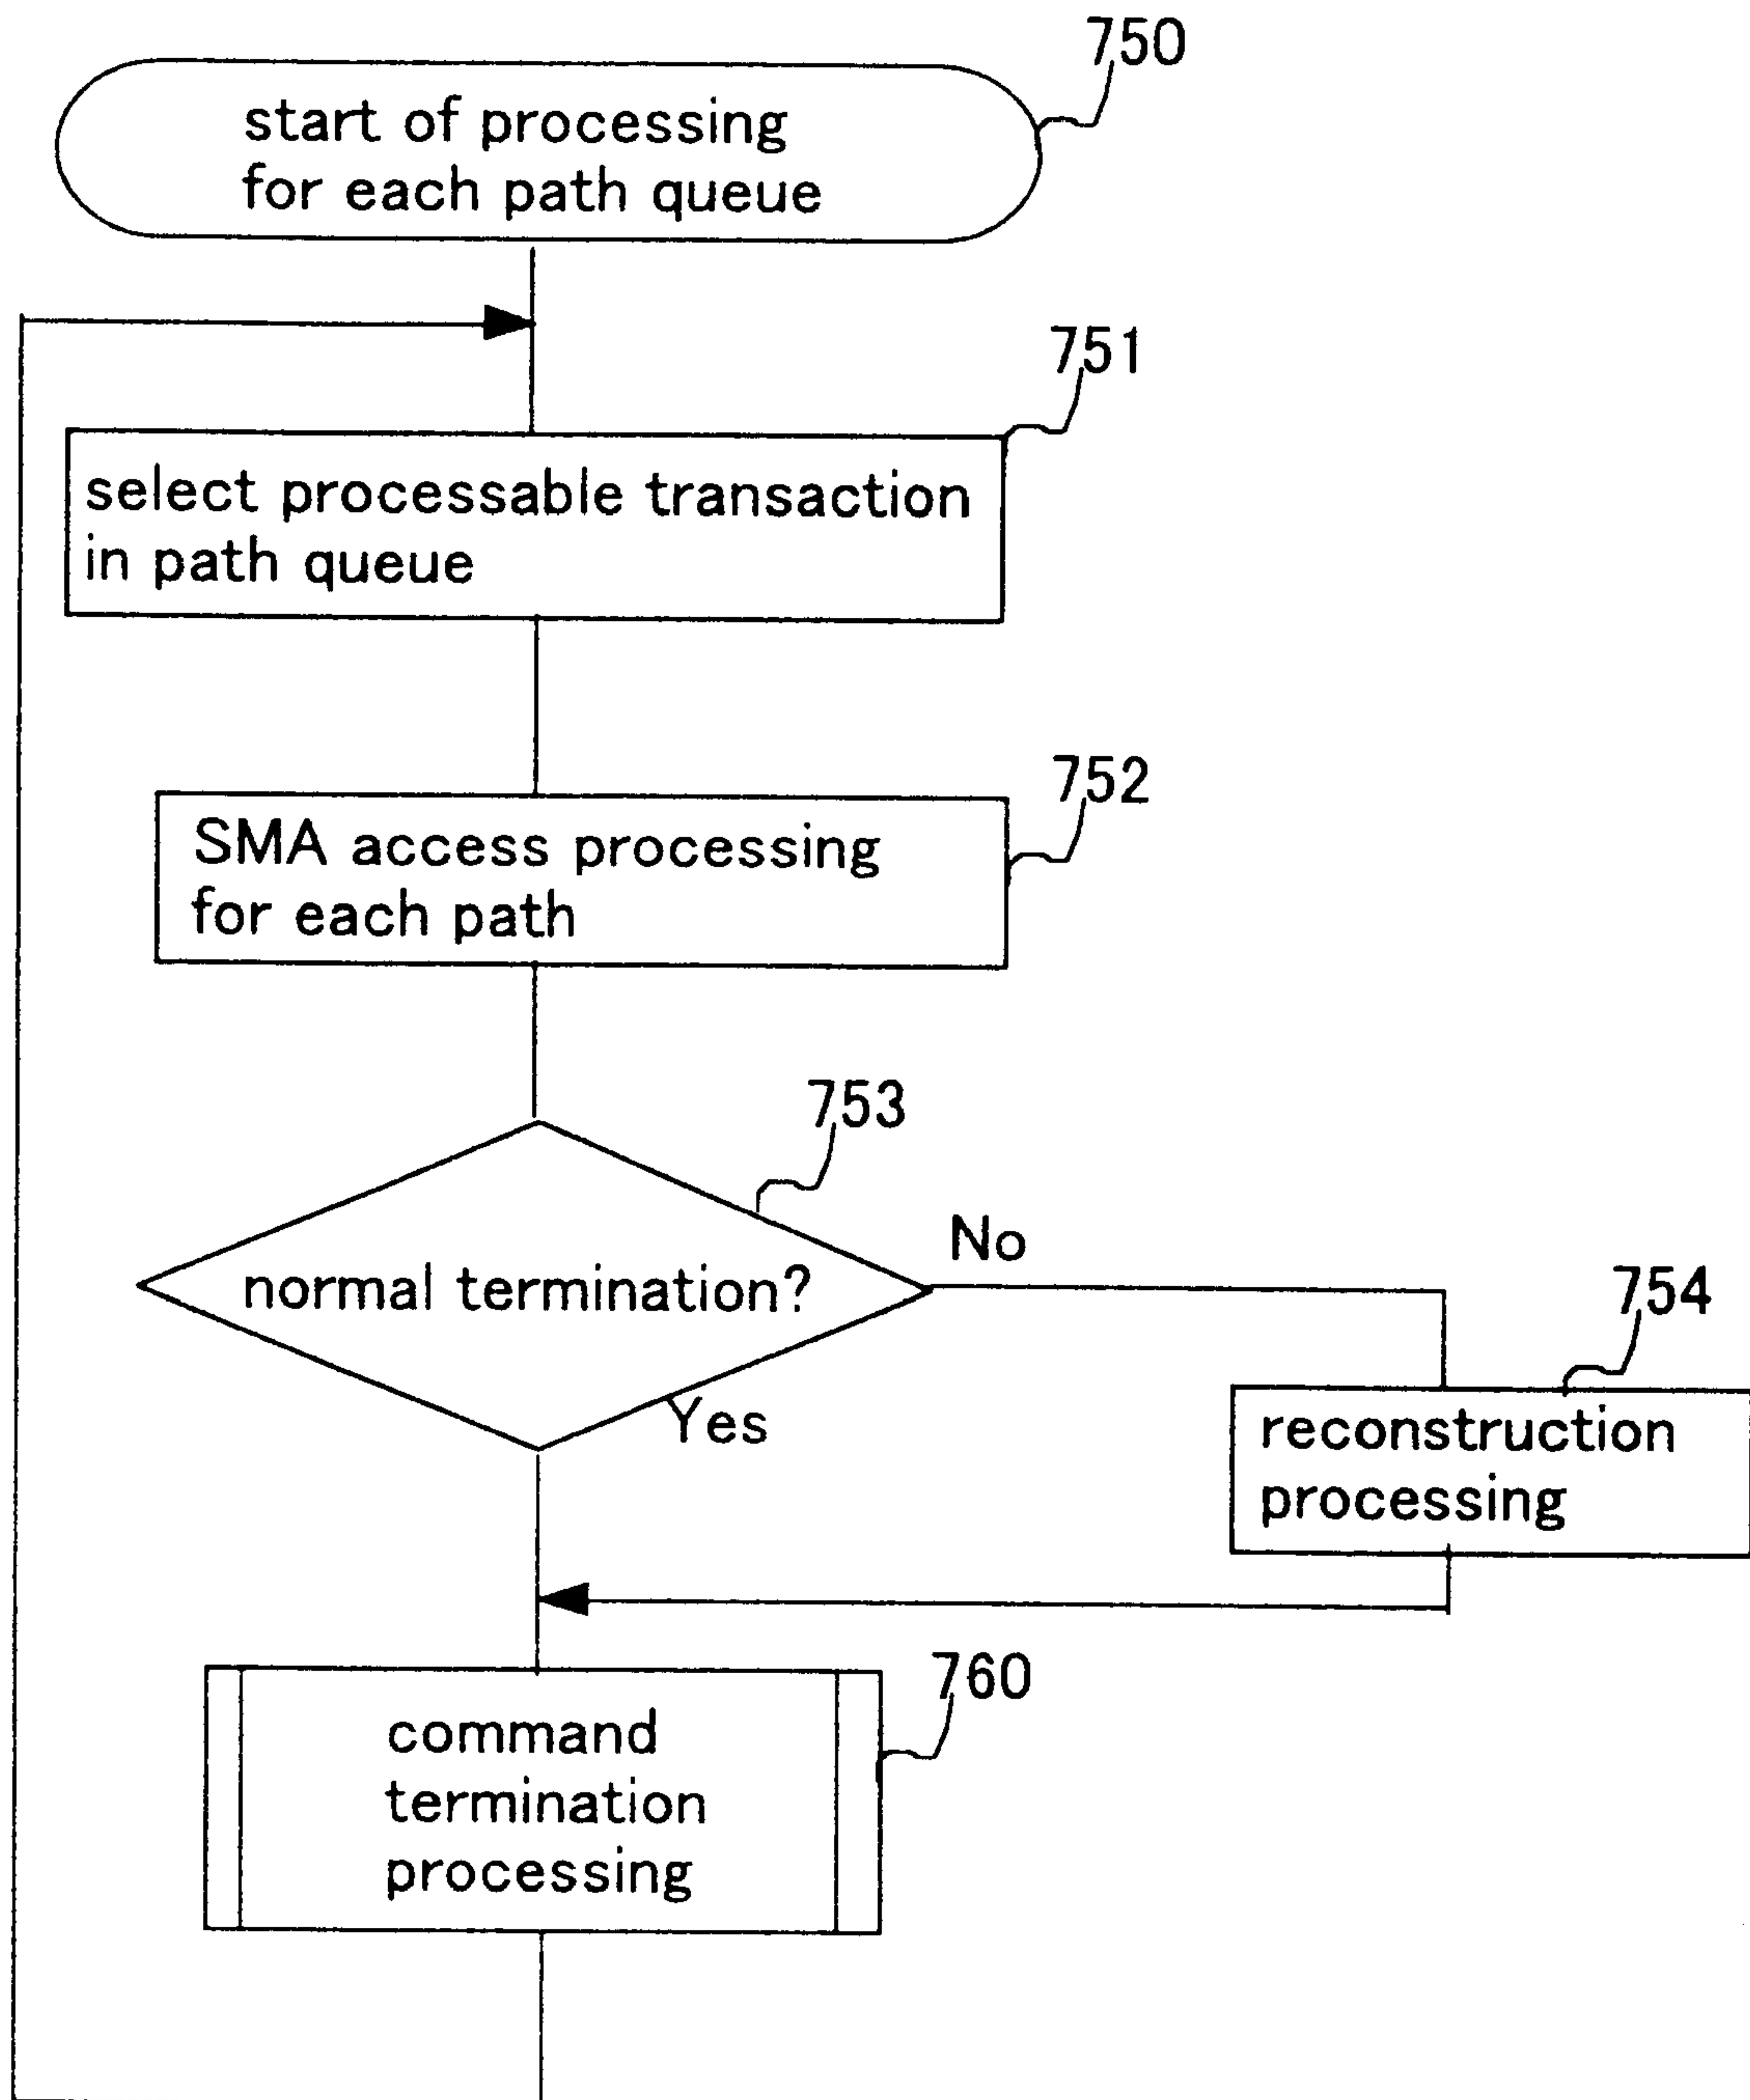 750
start of processing
for each path queue
751
select processable transaction
in path queue
752
SMA access processing
for each path
753
normal termination?
No
Yes
754
reconstruction
processing
760
command
termination
processing